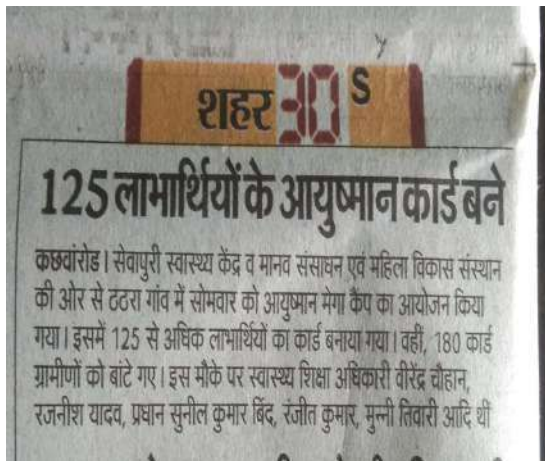 शहर 30 S
125 लाभार्थियों के आयुष्मान कार्ड बने
कछवांरोड। सेवापुरी स्वास्थ्य केंद्र व मानव संसाधन एवं महिला विकास संस्थान
की ओर से ठठरा गांव में सोमवार को आयुष्मान मेगा कैंप का आयोजन किया
गया। इसमें 125 से अधिक लाभार्थियों का कार्ड बनाया गया। वहीं, 180 कार्ड
ग्रामीणों को बांटे गए। इस मौके पर स्वास्थ्य शिक्षा अधिकारी वीरेंद्र चौहान,
रजनीश यादव, प्रधान सुनील कुमार बिंद, रंजीत कुमार, मुन्नी तिवारी आदि थीं